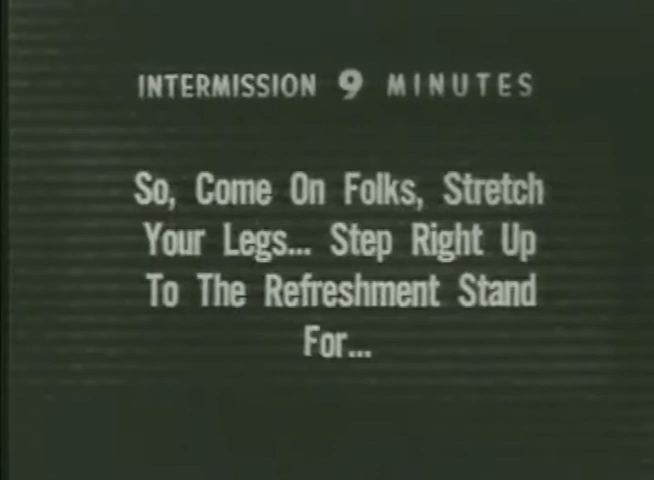 INTERMISSION 9 MINUTES
So, Come On Folks, Stretch
Your Legs... Step Right Up
To The Refreshment Stand
For...